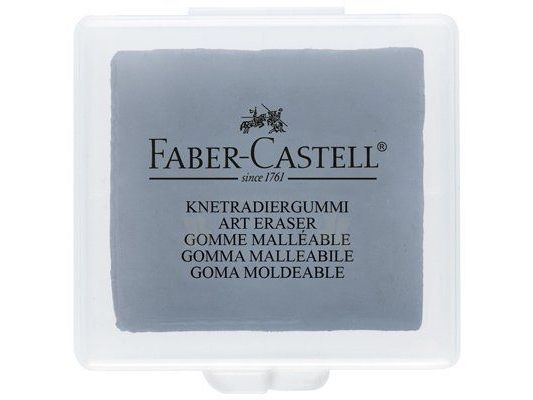 FABER-CASTELL®
since 1761
KNETRADIERGUMMI
ART ERASER
GOMME MALLÉABLE
GOMMA MALLEABILE
GOMA MOLDEABLE